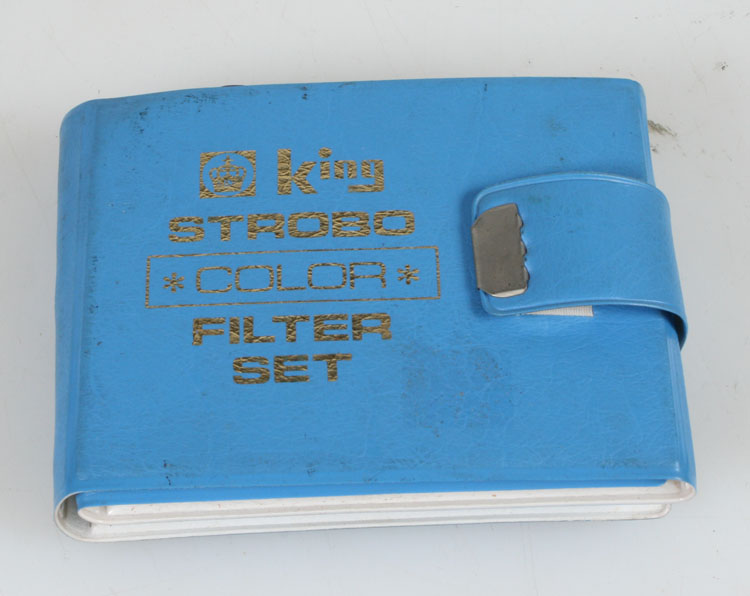 king
STROBO
* COLOR *
FILTER
SET